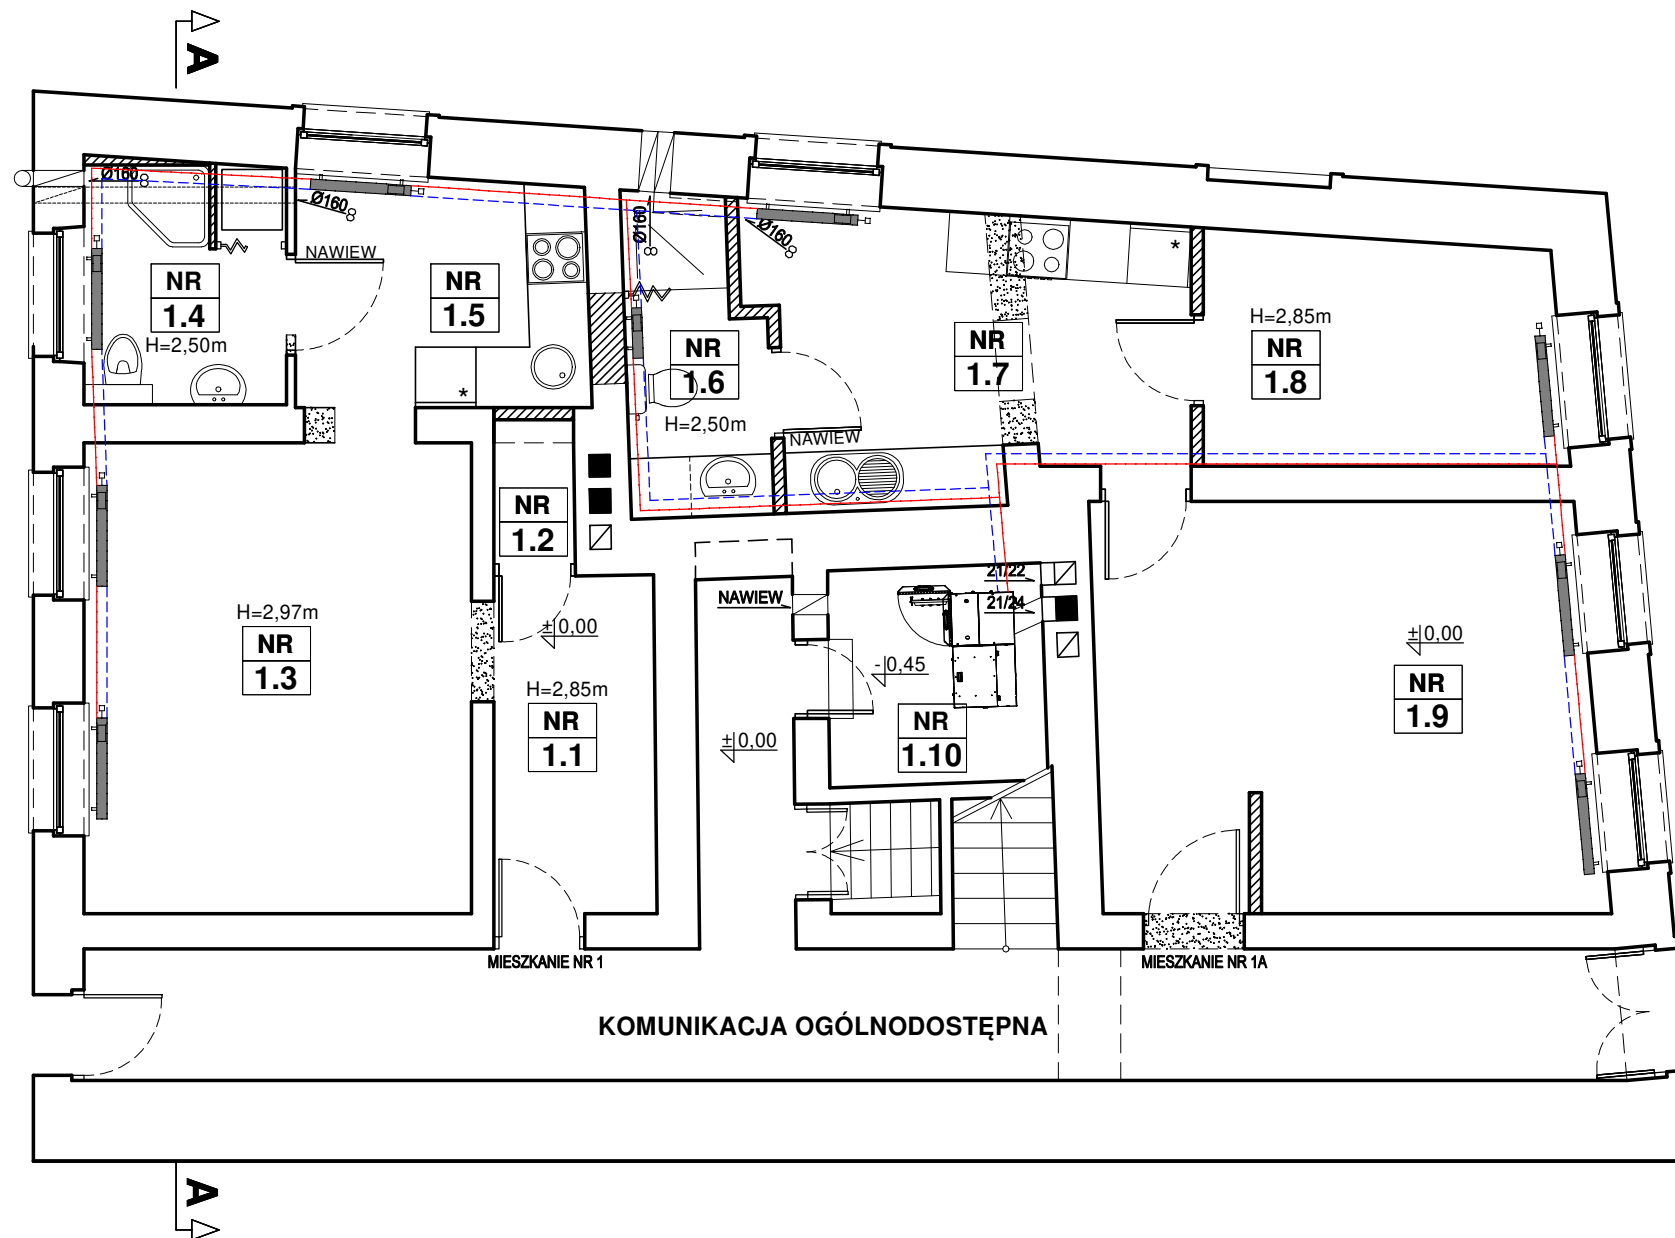 A
Ø160
Ø160
Ø160
Ø160
NAWIEW
NR
1.4
H=2,50m
NR
1.5
*
NR
1.6
H=2,50m
NAWIEW
NR
1.7
*
H=2,85m
NR
1.8
NR
1.2
±0,00
H=2,97m
NR
1.3
H=2,85m
NR
1.1
NAWIEW
±0,00
21/22
21/24
-0,45
NR
1.10
±0,00
NR
1.9
MIESZKANIE NR 1
MIESZKANIE NR 1A
KOMUNIKACJA OGÓLNODOSTĘPNA
A